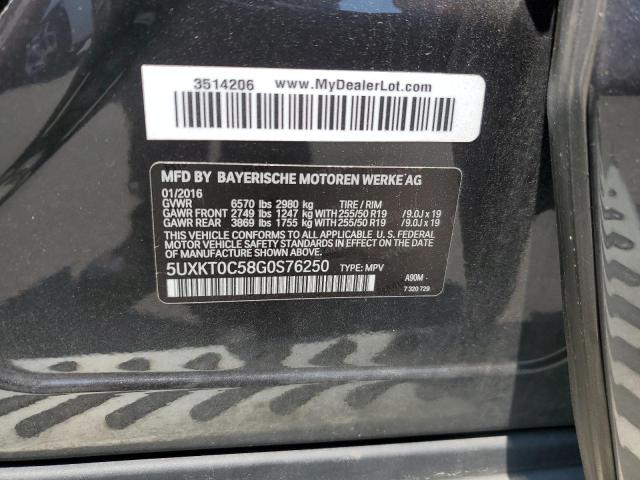 3514206 www.MyDealerLot.com
MFD BY BAYERISCHE MOTOREN WERKE AG
01/2016
GVWR 6570 lbs 2980 kg TIRE / RIM
GAWR FRONT 2749 lbs 1247 kg WITH 255/50 R19 /9.0J x 19
GAWR REAR 3869 lbs 1755 kg WITH 255/50 R19 /9.0J x 19
THIS VEHICLE CONFORMS TO ALL APPLICABLE U.S. FEDERAL
MOTOR VEHICLE SAFETY STANDARDS IN EFFECT ON THE DATE
OF MANUFACTURE SHOWN ABOVE.
5UXKT0C58G0S76250 TYPE: MPV A90M
7 320 729